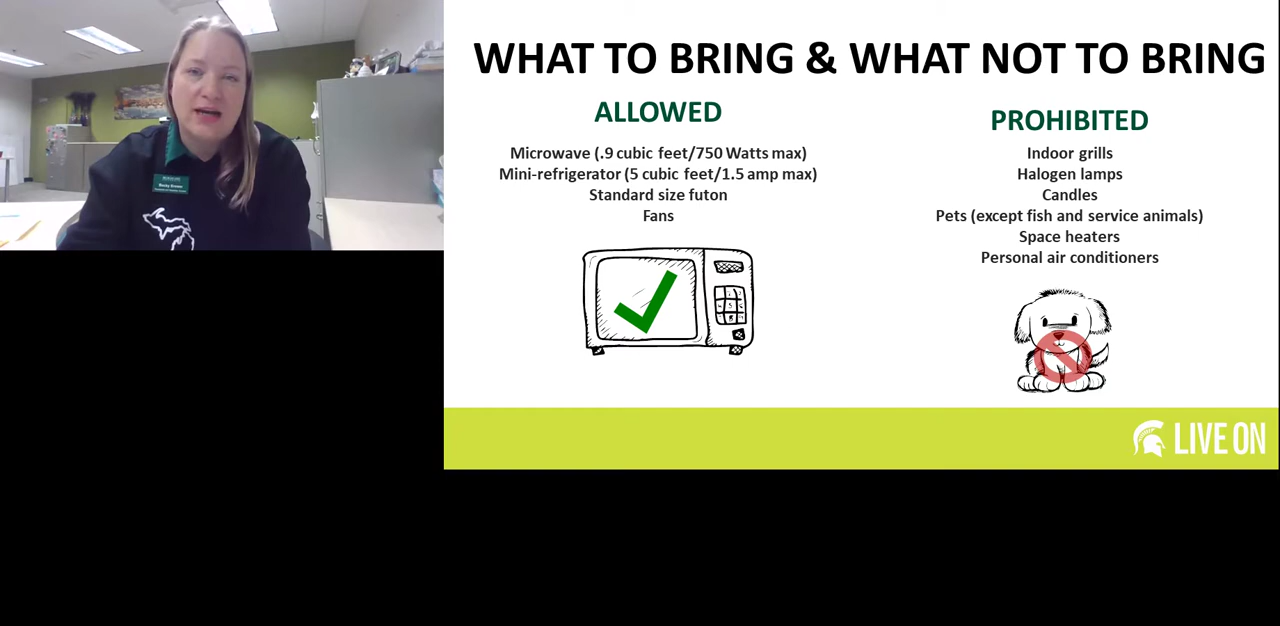 WHAT TO BRING & WHAT NOT TO BRING
ALLOWED
Microwave (.9 cubic feet/750 Watts max)
Mini-refrigerator (5 cubic feet/1.5 amp max)
Standard size futon
Fans
PROHIBITED
Indoor grills
Halogen lamps
Candles
Pets (except fish and service animals)
Space heaters
Personal air conditioners
LIVE ON